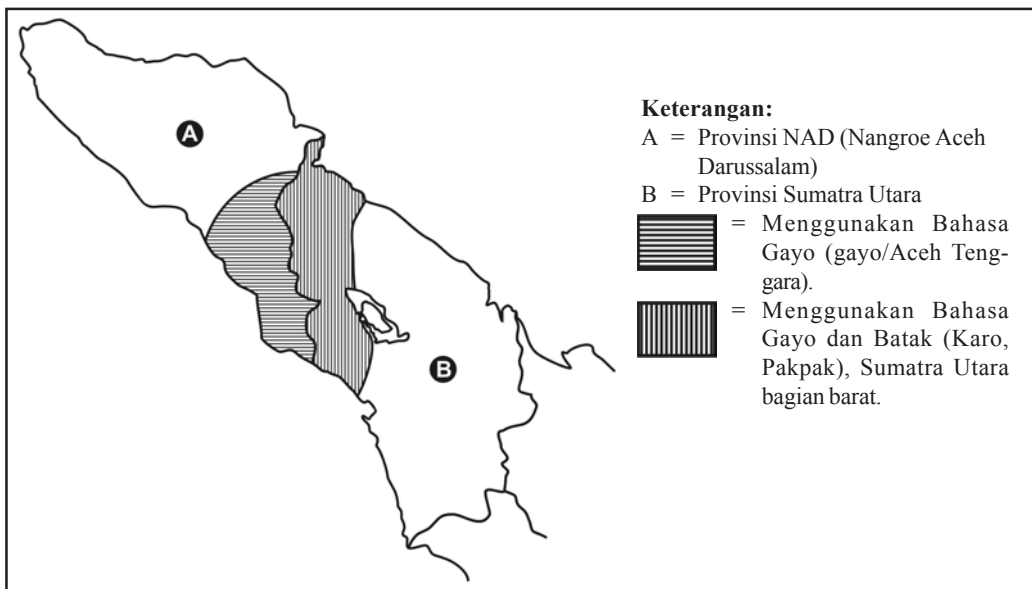 A
B
Keterangan:
A = Provinsi NAD (Nangroe Aceh
Darussalam)
B = Provinsi Sumatra Utara
= Menggunakan Bahasa
Gayo (gayo/Aceh Teng-
gara).
= Menggunakan Bahasa
Gayo dan Batak (Karo,
Pakpak), Sumatra Utara
bagian barat.